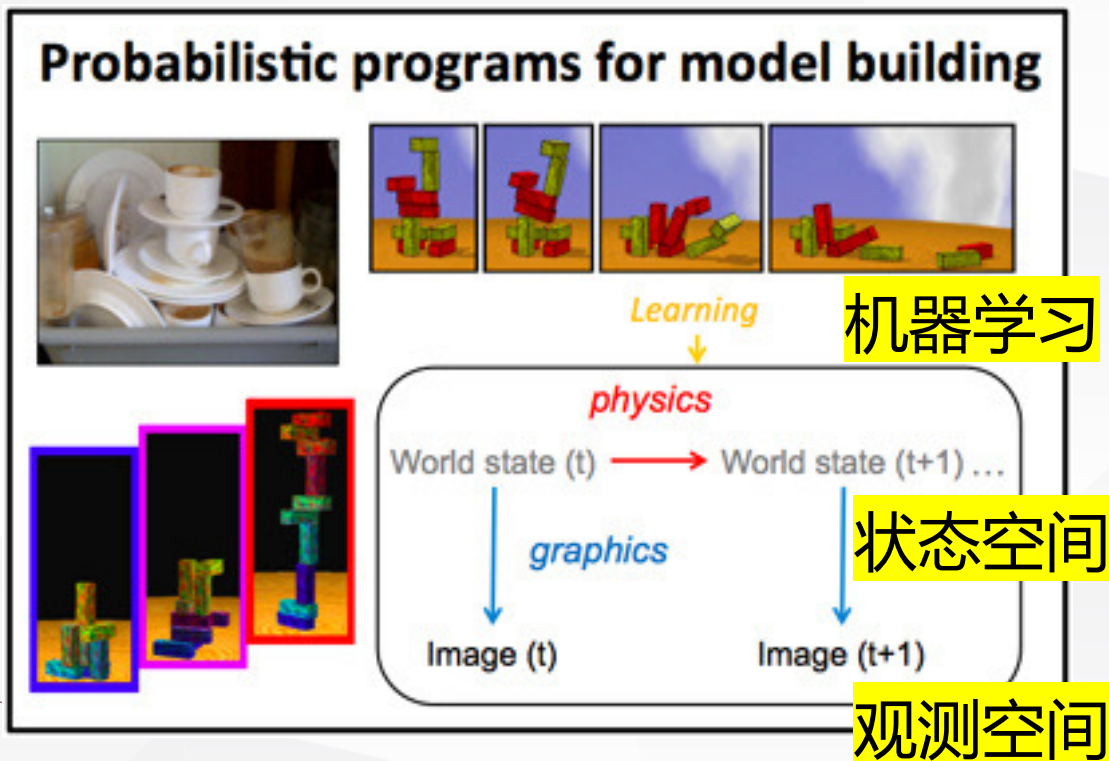 Probabilistic programs for model building
Learning
机器学习
physics
World state (t) World state (t+1) ...
graphics
状态空间
Image (t) Image (t+1)
观测空间